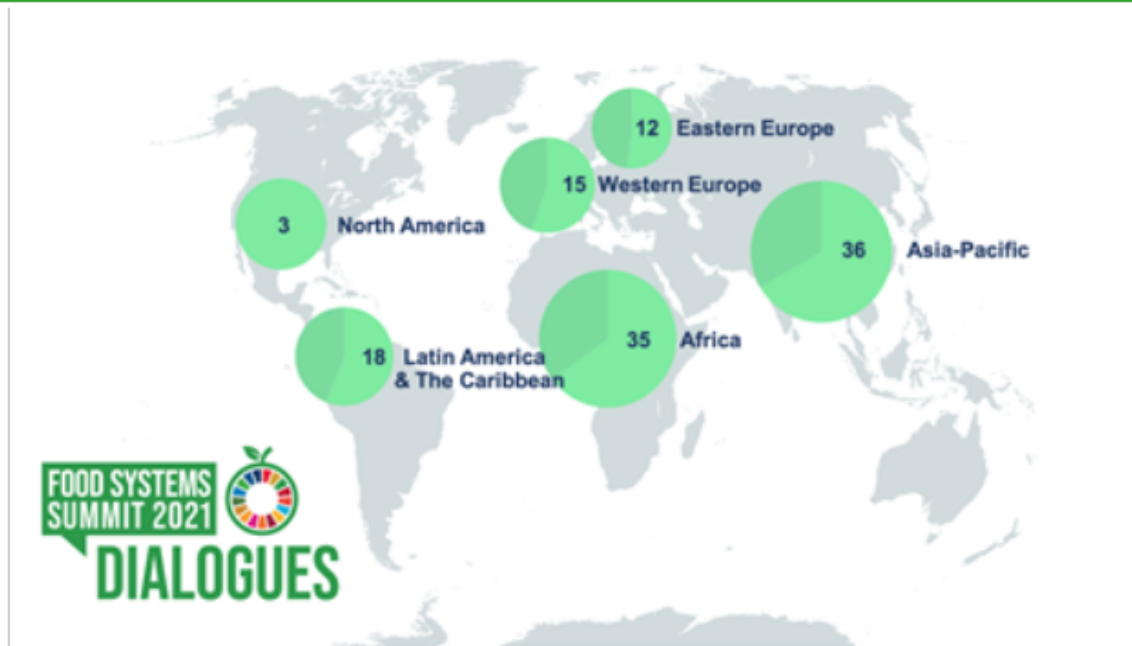 12 Eastern Europe
15 Western Europe
3 North America
36 Asia-Pacific
35 Africa
18 Latin America
& The Caribbean
FOOD SYSTEMS
SUMMIT 2021
DIALOGUES